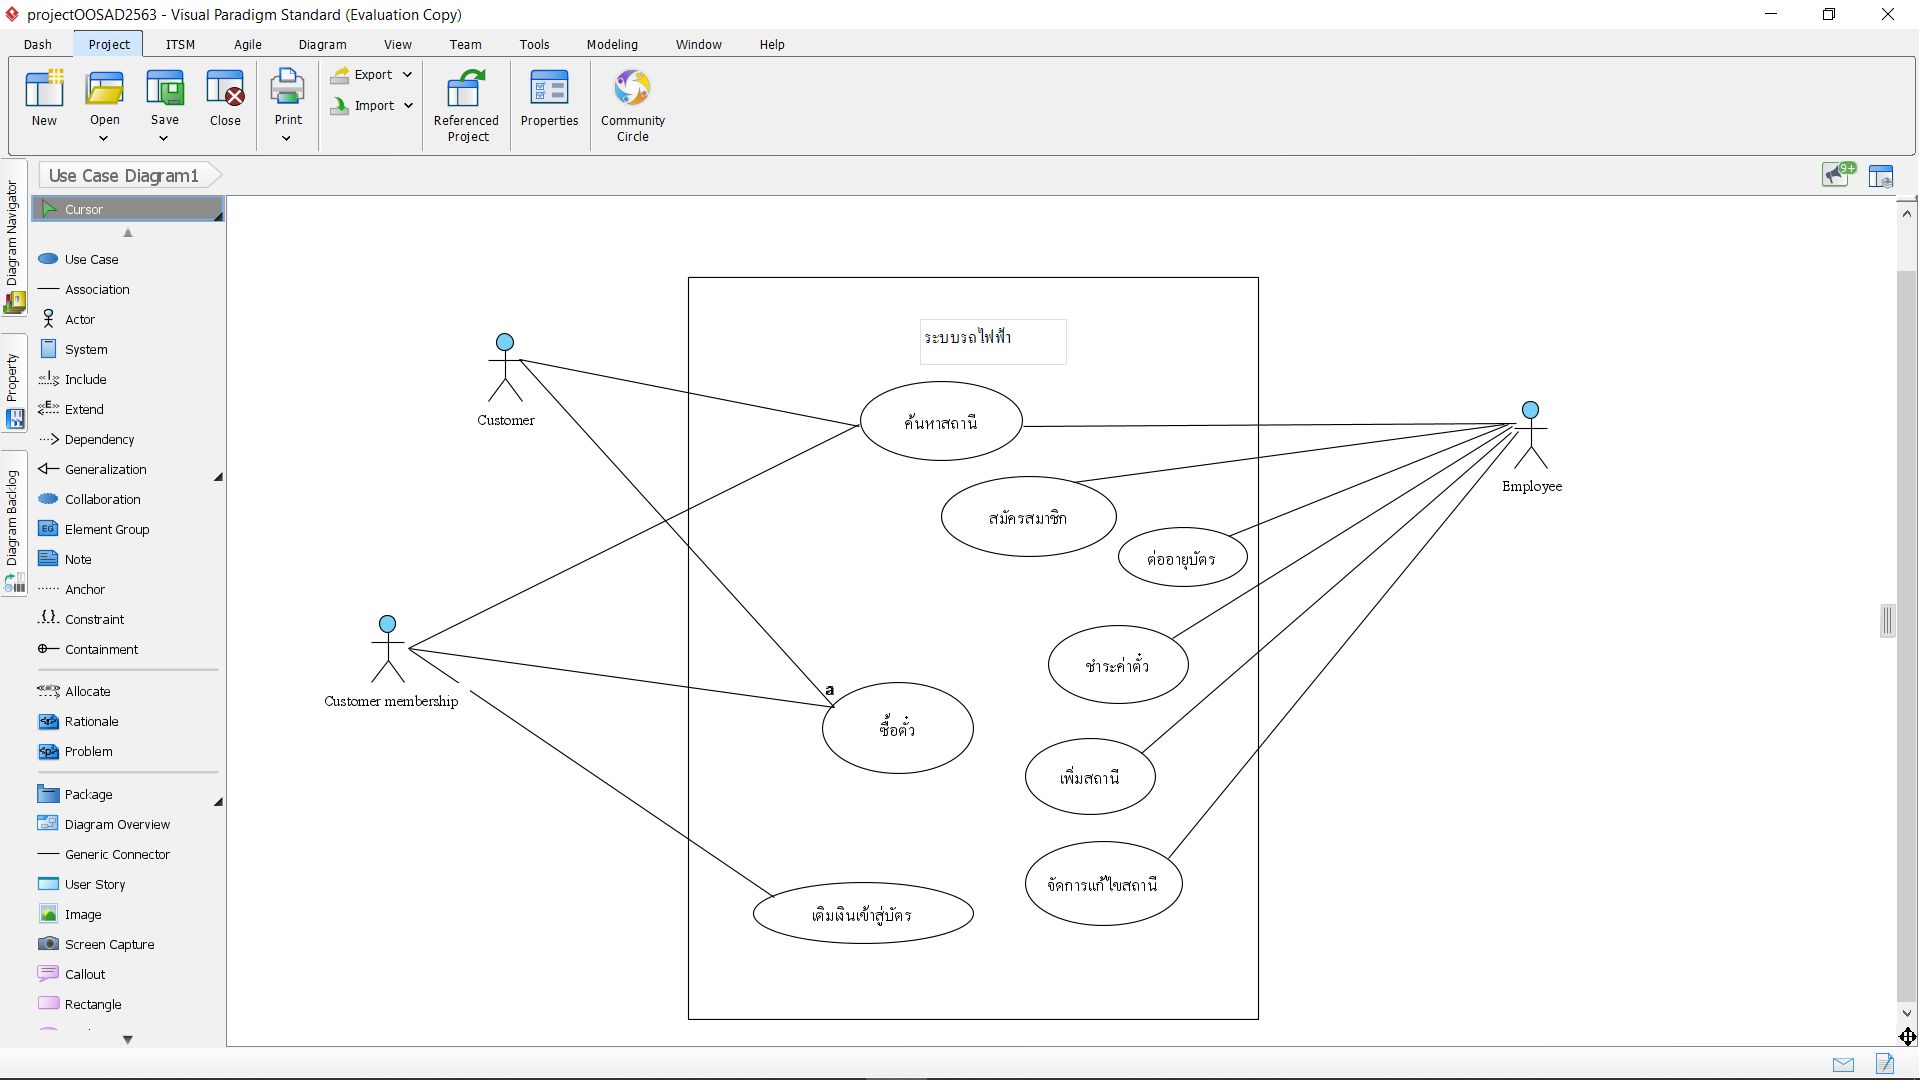 projectOOSAD2563 - Visual Paradigm Standard (Evaluation Copy)
Dash Project ITSM Agile Diagram View Team Tools Modeling Window Help
New Open Save Close Print
Export
Import
Referenced Project
Properties
Community Circle
Use Case Diagram1
9+
Diagram Navigator
Property
Diagram Backlog
Cursor
Use Case
Association
Actor
System
Include
Extend
Dependency
Generalization
Collaboration
EG Element Group
Note
Anchor
Constraint
Containment
Allocate
Rationale
Problem
Package
Diagram Overview
Generic Connector
User Story
Image
Screen Capture
Callout
Rectangle
ระบบรถไฟฟ้า
Customer
ค้นหาสถานี
Employee
สมัครสมาชิก
ต่ออายุบัตร
ชำระค่าตั๋ว
Customer membership
a
ซื้อตั๋ว
เพิ่มสถานี
จัดการแก้ไขสถานี
เติมเงินเข้าสู่บัตร